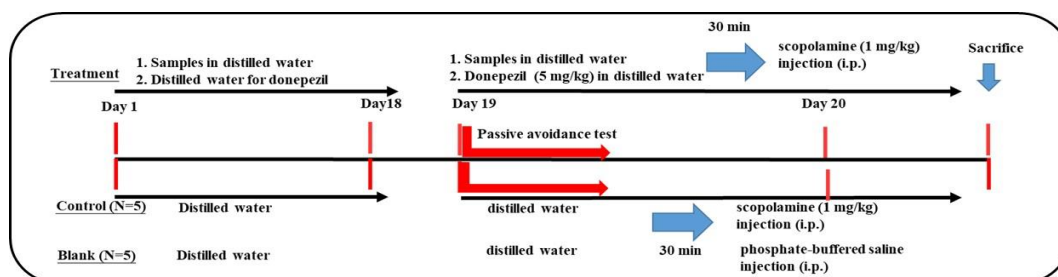 30 min
1. Samples in distilled water
2. Distilled water for donepezil
1. Samples in distilled water
2. Donepezil (5 mg/kg) in distilled water
scopolamine (1 mg/kg)
injection (i.p.)
Sacrifice
Treatment
Day 1
Day18
Day 19
Day 20
Passive avoidance test
Control (N=5)
Distilled water
distilled water
scopolamine (1 mg/kg)
injection (i.p.)
Blank (N=5)
Distilled water
distilled water
30 min
phosphate-buffered saline
injection (i.p.)